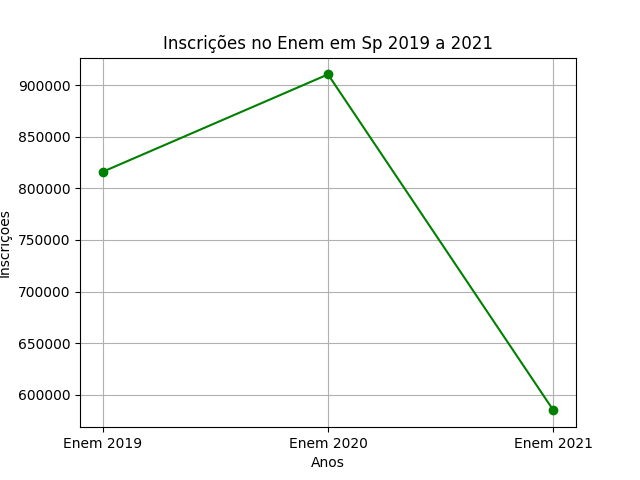 Inscrições no Enem em Sp 2019 a 2021
Inscrições
900000
850000
800000
750000
700000
650000
600000
Enem 2019
Enem 2020
Enem 2021
Anos